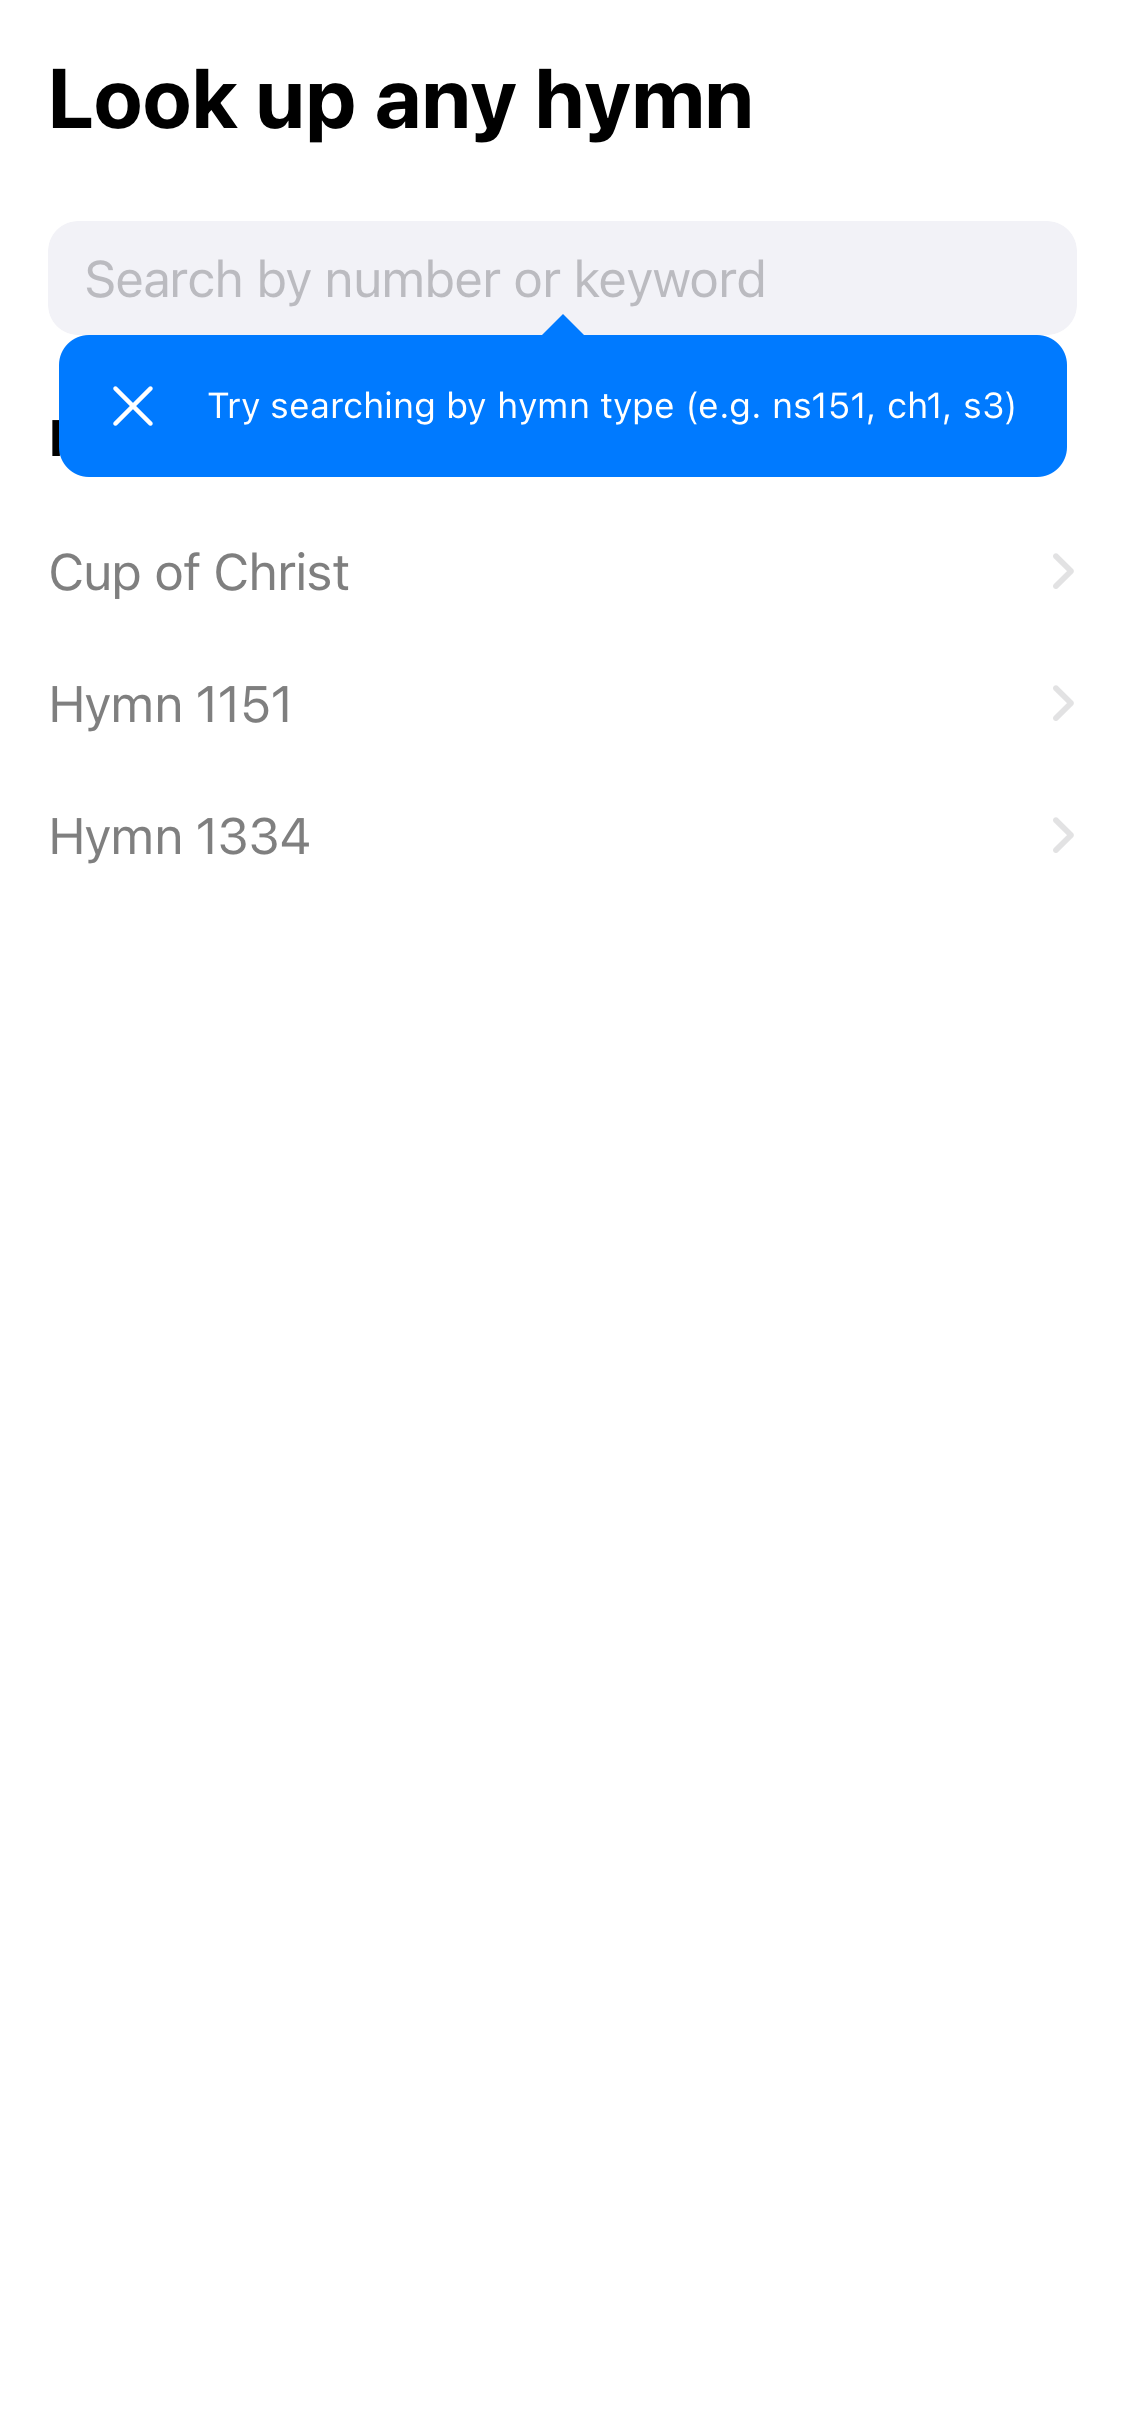 Look up any hymn
Search by number or keyword
Try searching by hymn type (e.g. ns151, ch1, s3)
Cup of Christ
Hymn 1151
Hymn 1334